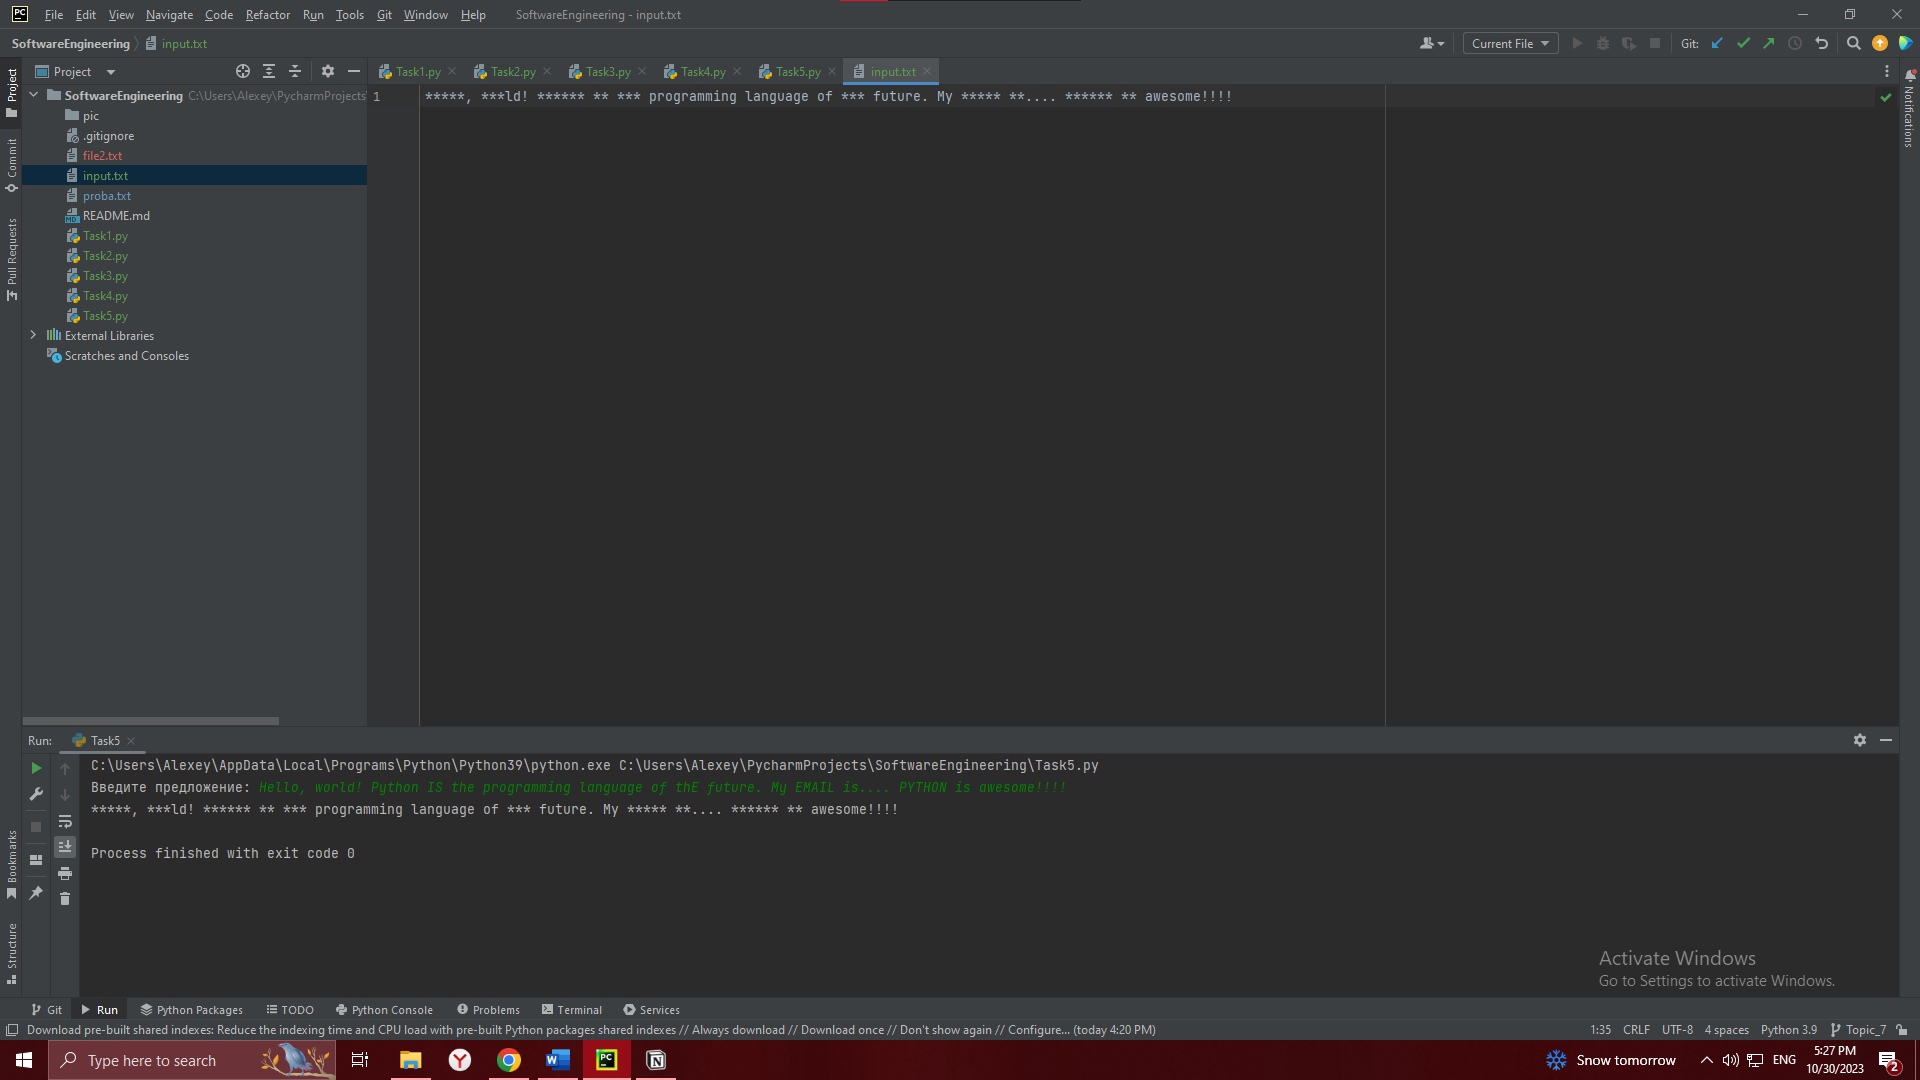 PC File Edit View Navigate Code Refactor Run Tools Git Window Help SoftwareEngineering - input.txt
SoftwareEngineering input.txt Current File Git:
Project Task1.py Task2.py Task3.py Task4.py Task5.py input.txt
SoftwareEngineering C:\Users\Alexey\PycharmProjects
pic
.gitignore
file2.txt
input.txt
proba.txt
README.md
Task1.py
Task2.py
Task3.py
Task4.py
Task5.py
External Libraries
Scratches and Consoles
1 *****, ***ld! ****** ** *** programming language of *** future. My ***** **.... ****** ** awesome!!!!
Project
Commit
Pull Requests
Bookmarks
Structure
Notifications
Run: Task5
C:\Users\Alexey\AppData\Local\Programs\Python\Python39\python.exe C:\Users\Alexey\PycharmProjects\SoftwareEngineering\Task5.py
Введите предложение: Hello, world! Python IS the programming language of thE future. My EMAIL is.... PYTHON is awesome!!!!
*****, ***ld! ****** ** *** programming language of *** future. My ***** **.... ****** ** awesome!!!!
Process finished with exit code 0
Activate Windows
Go to Settings to activate Windows.
Git Run Python Packages TODO Python Console Problems Terminal Services
Download pre-built shared indexes: Reduce the indexing time and CPU load with pre-built Python packages shared indexes // Always download // Download once // Don't show again // Configure... (today 4:20 PM) 1:35 CRLF UTF-8 4 spaces Python 3.9 Topic_7
Type here to search Snow tomorrow ENG 5:27 PM
10/30/2023 2